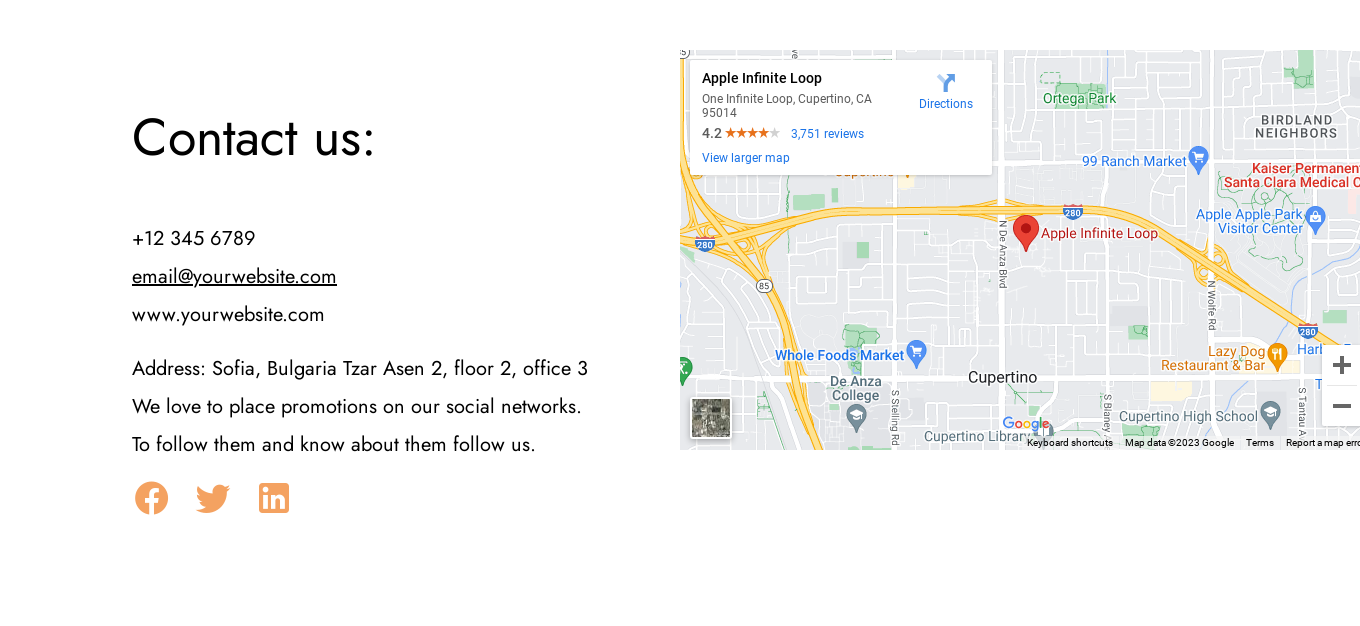 Contact us:
+12 345 6789
email@yourwebsite.com
www.yourwebsite.com
Address: Sofia, Bulgaria Tzar Asen 2, floor 2, office 3
We love to place promotions on our social networks.
To follow them and know about them follow us.
Apple Infinite Loop
One Infinite Loop, Cupertino, CA
95014
Directions
4.2
3,751 reviews
View larger map
Ortega Park
BIRDLAND
NEIGHBORS
99 Ranch Market
Kaiser Permanen
Santa Clara Medical C
Apple Apple Park
Visitor Center
280
280
Apple Infinite Loop
N De Anza Blvd
85
N Wolfe Rd
280
Whole Foods Market
Lazy Dog
Restaurant & Bar
Cupertino
De Anza
College
S Stelling Rd
S Blaney
S Tantau A
Cupertino High School
Google
Cupertino Library
Keyboard shortcuts
Map data ©2023 Google
Terms
Report a map erro